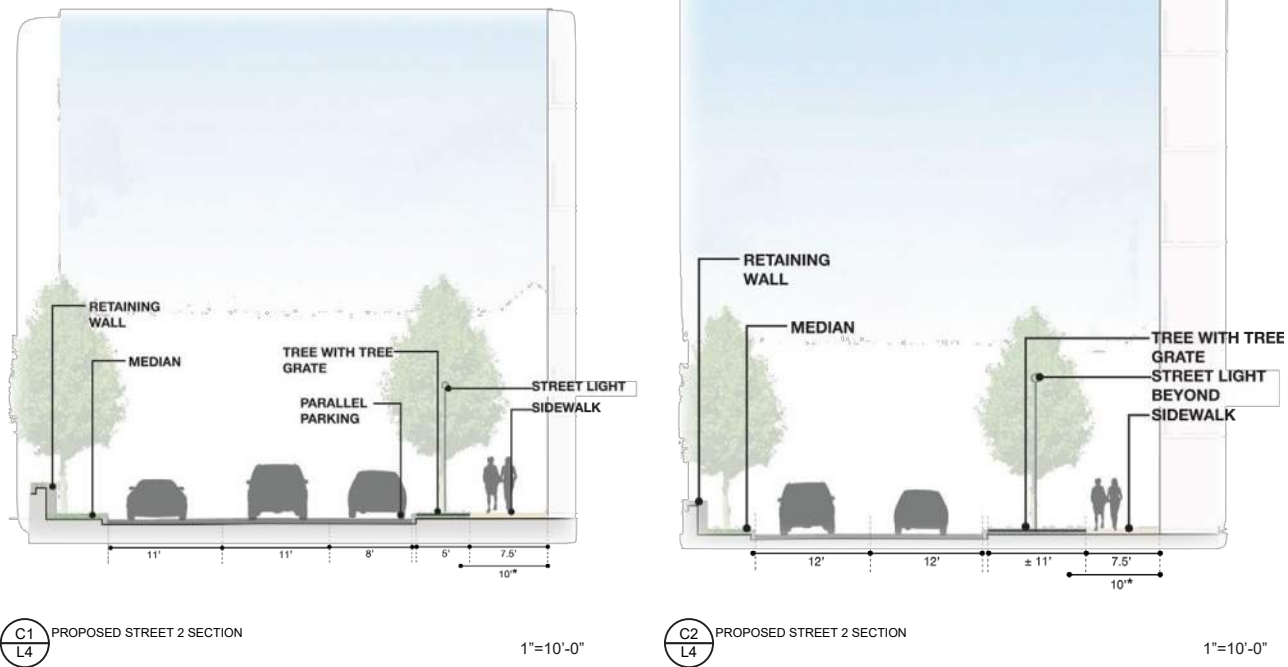 RETAINING
WALL
MEDIAN
TREE WITH TREE
GRATE
PARALLEL
PARKING
STREET LIGHT
SIDEWALK
11'
11'
8'
5'
7.5'
10'*
C1
L4
PROPOSED STREET 2 SECTION
1"=10'-0"
RETAINING
WALL
MEDIAN
TREE WITH TREE
GRATE
STREET LIGHT
BEYOND
SIDEWALK
12'
12'
± 11'
7.5'
10'*
C2
L4
PROPOSED STREET 2 SECTION
1"=10'-0"